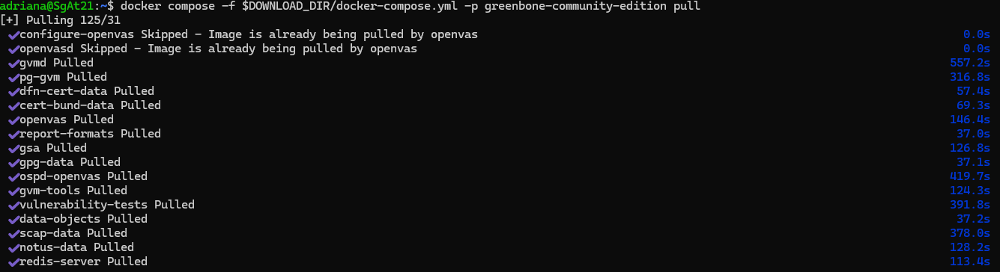 adriana@SgAt21:~$ docker compose -f $DOWNLOAD_DIR/docker-compose.yml -p greenbone-community-edition pull
[+] Pulling 125/31
✔configure-openvas Skipped - Image is already being pulled by openvas 0.0s
✔openvasd Skipped - Image is already being pulled by openvas 0.0s
✔gvmd Pulled 557.2s
✔pg-gvm Pulled 316.8s
✔dfn-cert-data Pulled 57.4s
✔cert-bund-data Pulled 69.3s
✔openvas Pulled 146.4s
✔report-formats Pulled 37.0s
✔gsa Pulled 126.8s
✔gpg-data Pulled 37.1s
✔ospd-openvas Pulled 419.7s
✔gvm-tools Pulled 124.3s
✔vulnerability-tests Pulled 391.8s
✔data-objects Pulled 37.2s
✔scap-data Pulled 378.0s
✔notus-data Pulled 128.2s
✔redis-server Pulled 113.4s